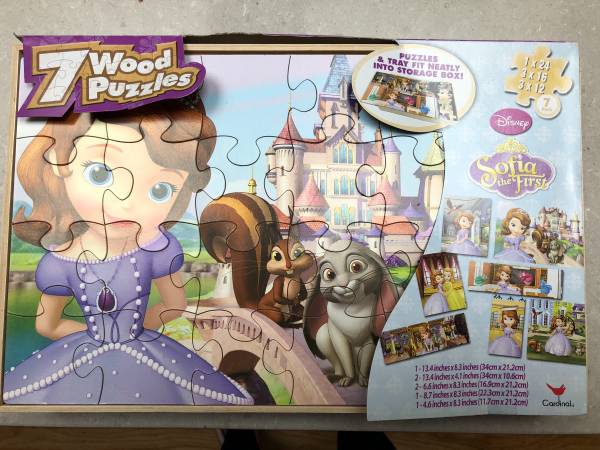 7 Wood
Puzzles
PUZZLES
& TRAY FIT NEATLY
INTO STORAGE BOX!
1 x 24
3 x 16
3 x 12
7
Disney
Sofia
the First
1 - 13.4 inches x 8.3 inches (34cm x 21.2cm)
2 - 13.4 inches x 4.1 inches (34cm x 10.6cm)
2 - 6.6 inches x 8.3 inches (16.9cm x 21.2cm)
1 - 8.7 inches x 8.3 inches (22.3cm x 21.2cm)
1 - 4.6 inches x 8.3 inches (11.7cm x 21.2cm)
Cardinal